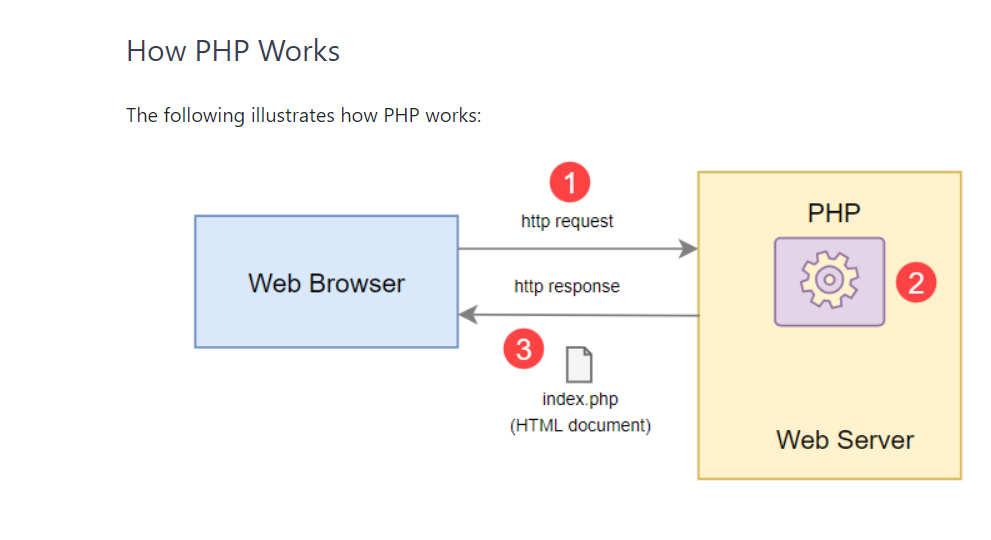 How PHP Works
The following illustrates how PHP works:
1
http request
PHP
Web Browser
2
http response
3
index.php
(HTML document)
Web Server